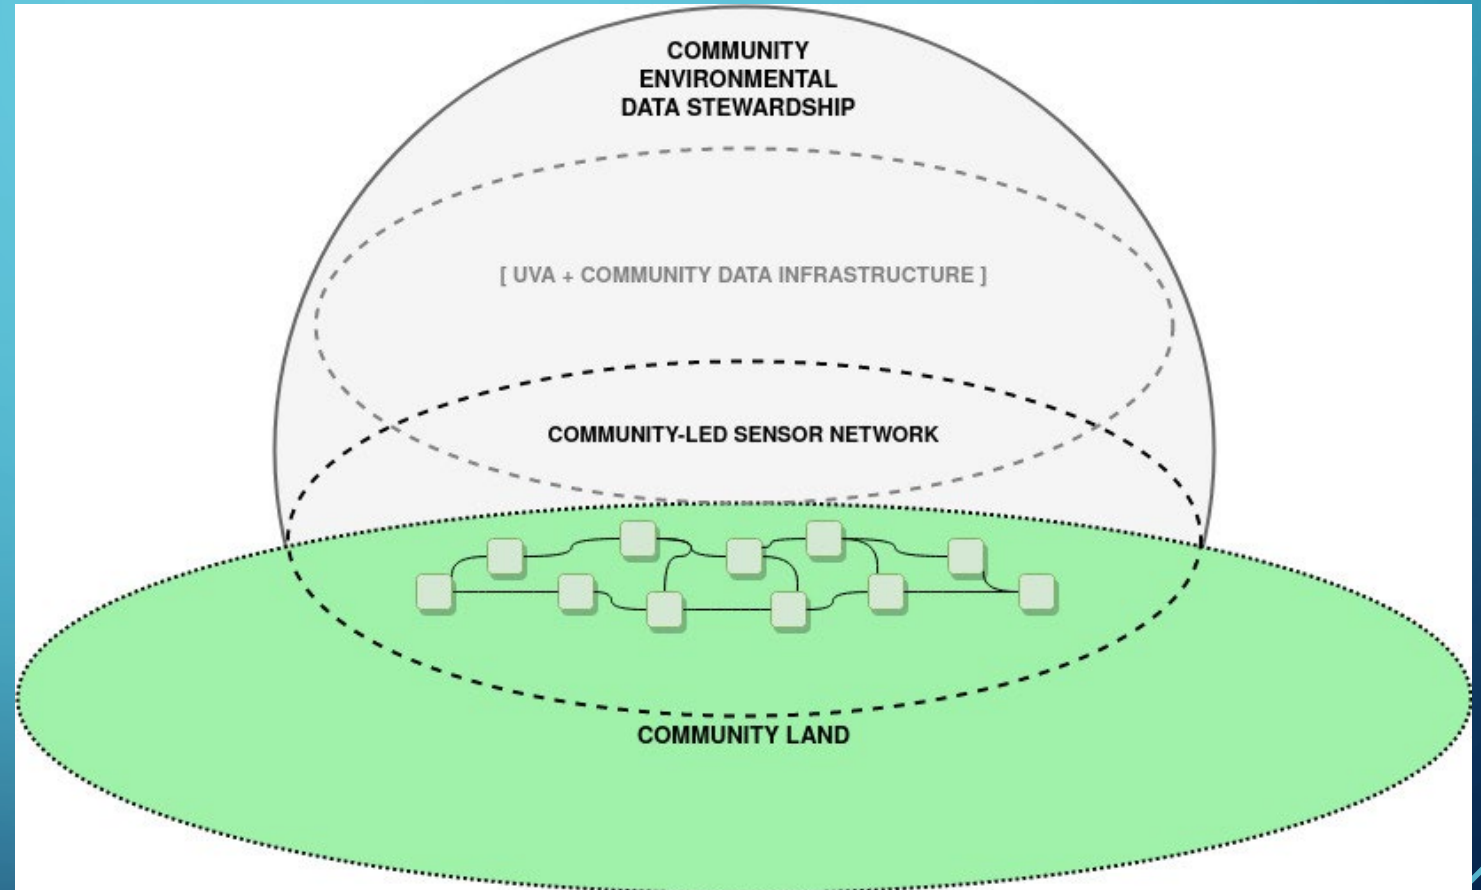 COMMUNITY
ENVIRONMENTAL
DATA STEWARDSHIP
[ UVA + COMMUNITY DATA INFRASTRUCTURE ]
COMMUNITY-LED SENSOR NETWORK
COMMUNITY LAND